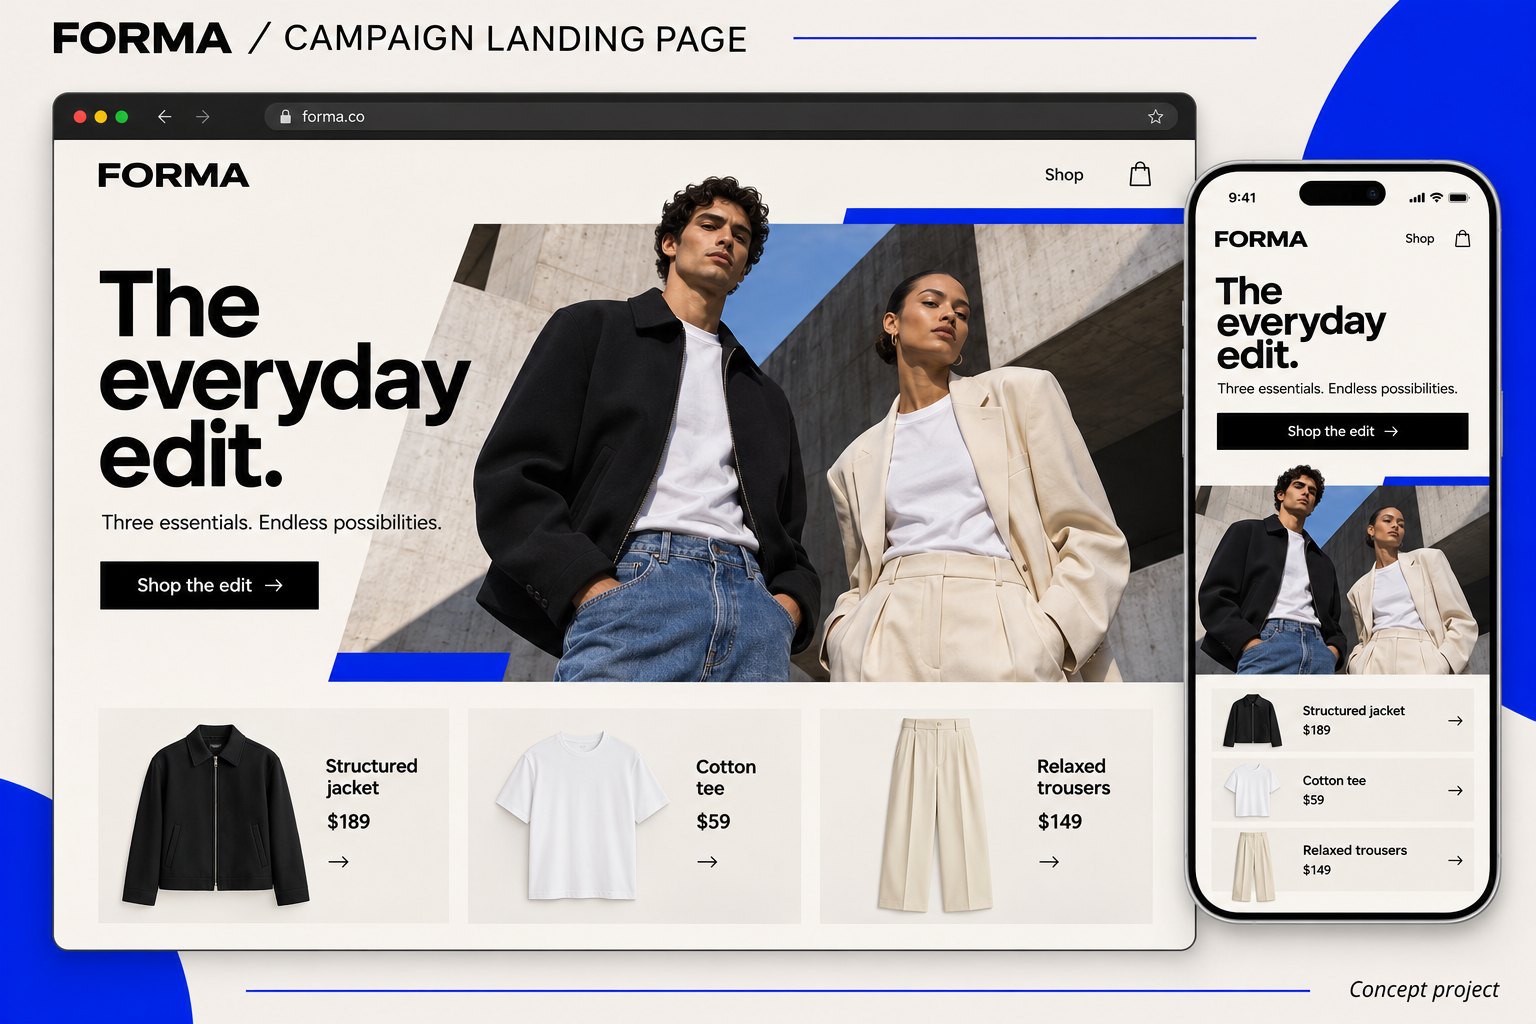 FORMA / CAMPAIGN LANDING PAGE
forma.co
FORMA
Shop
The
everyday
edit.
Three essentials. Endless possibilities.
Shop the edit →
Structured
jacket
$189
→
Cotton
tee
$59
→
Relaxed
trousers
$149
→
9:41
FORMA
Shop
The
everyday
edit.
Three essentials. Endless possibilities.
Shop the edit →
Structured jacket
$189
→
Cotton tee
$59
→
Relaxed trousers
$149
→
Concept project